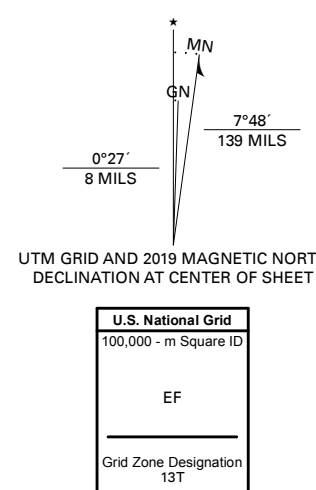 MN
GN
7°48´
139 MILS
0°27´
8 MILS
UTM GRID AND 2019 MAGNETIC NORT
DECLINATION AT CENTER OF SHEET
U.S. National Grid
100,000 - m Square ID
EF
Grid Zone Designation
13T